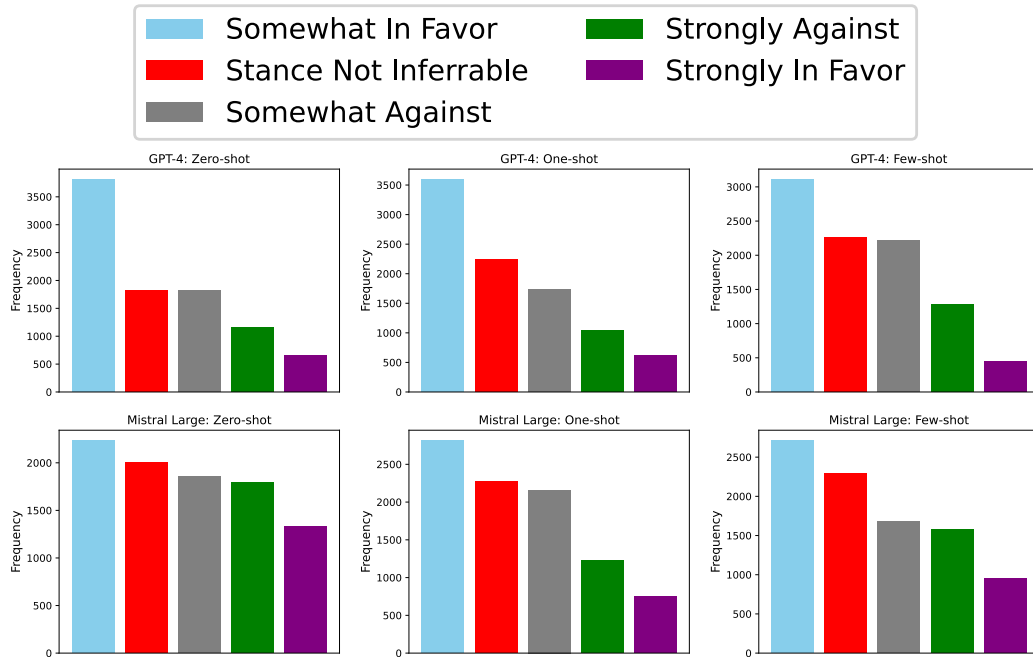 Somewhat In Favor
Stance Not Inferrable
Somewhat Against
Strongly Against
Strongly In Favor
GPT-4: Zero-shot
Frequency
3500
3000
2500
2000
1500
1000
500
0
GPT-4: One-shot
Frequency
3500
3000
2500
2000
1500
1000
500
0
GPT-4: Few-shot
Frequency
3000
2500
2000
1500
1000
500
0
Mistral Large: Zero-shot
Frequency
2000
1500
1000
500
0
Mistral Large: One-shot
Frequency
2500
2000
1500
1000
500
0
Mistral Large: Few-shot
Frequency
2500
2000
1500
1000
500
0